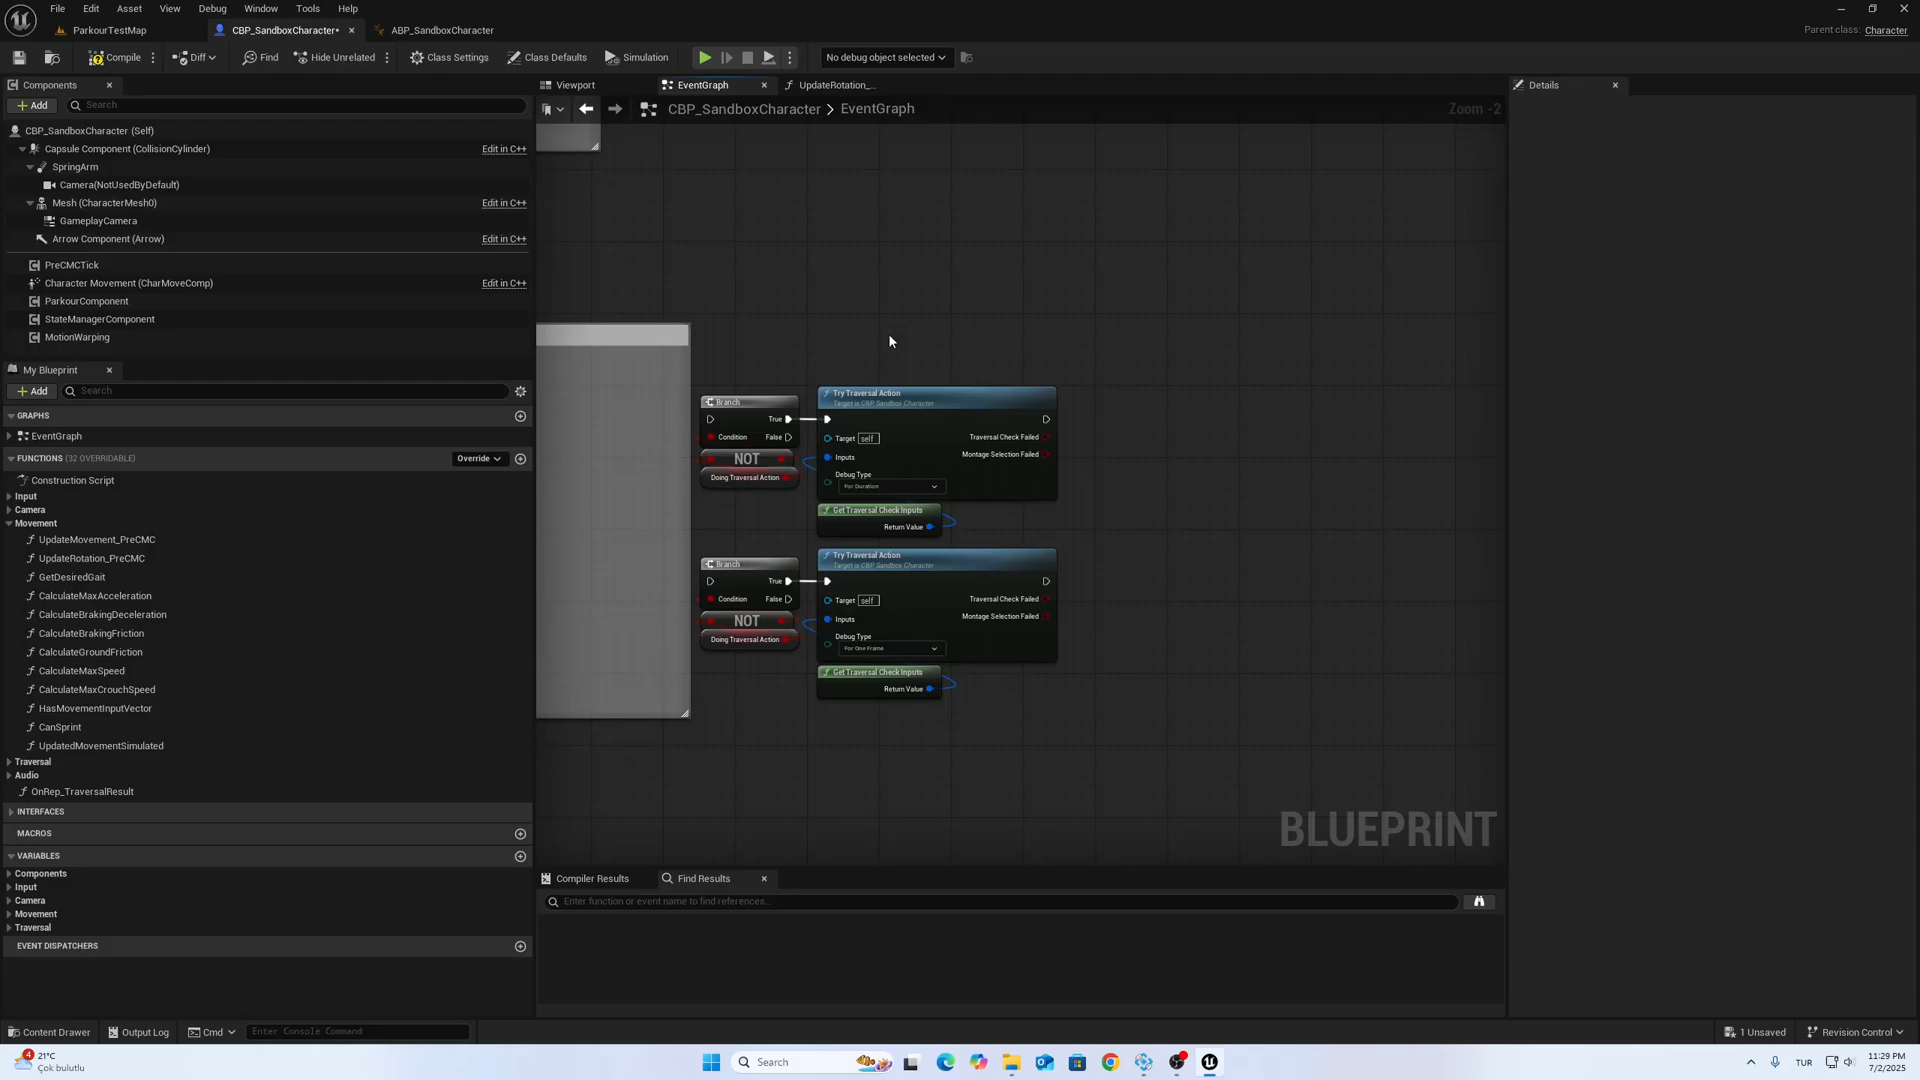 File Edit Asset View Debug Window Tools Help
ParkourTestMap
CBP_SandboxCharacter•
ABP_SandboxCharacter
Parent class: Character
Compile
Diff
Find
Hide Unrelated
Class Settings
Class Defaults
Simulation
No debug object selected
Components
Add
Search
CBP_SandboxCharacter (Self)
Capsule Component (CollisionCylinder) Edit in C++
SpringArm
Camera(NotUsedByDefault)
Mesh (CharacterMesh0) Edit in C++
GameplayCamera
Arrow Component (Arrow) Edit in C++
PreCMCTick
Character Movement (CharMoveComp) Edit in C++
ParkourComponent
StateManagerComponent
MotionWarping
My Blueprint
Add
Search
GRAPHS
EventGraph
FUNCTIONS (32 OVERRIDABLE) Override
Construction Script
Input
Camera
Movement
UpdateMovement_PreCMC
UpdateRotation_PreCMC
GetDesiredGait
CalculateMaxAcceleration
CalculateBrakingDeceleration
CalculateBrakingFriction
CalculateGroundFriction
CalculateMaxSpeed
CalculateMaxCrouchSpeed
HasMovementInputVector
CanSprint
UpdatedMovementSimulated
Traversal
Audio
OnRep_TraversalResult
INTERFACES
MACROS
VARIABLES
Components
Input
Camera
Movement
Traversal
EVENT DISPATCHERS
Viewport
EventGraph
UpdateRotation_...
CBP_SandboxCharacter > EventGraph
Zoom -2
Branch
True
Condition False
NOT
Doing Traversal Action
Try Traversal Action
Target is CBP Sandbox Character
Target self
Traversal Check Failed
Inputs
Montage Selection Failed
Debug Type
For Duration
Get Traversal Check Inputs
Return Value
Branch
True
Condition False
NOT
Doing Traversal Action
Try Traversal Action
Target is CBP Sandbox Character
Target self
Traversal Check Failed
Inputs
Montage Selection Failed
Debug Type
For One Frame
Get Traversal Check Inputs
Return Value
BLUEPRINT
Compiler Results
Find Results
Enter function or event name to find references...
Details
Content Drawer
Output Log
Cmd
Enter Console Command
1 Unsaved
Revision Control
4
21°C
Çok bulutlu
Search
TUR
11:29 PM
7/2/2025